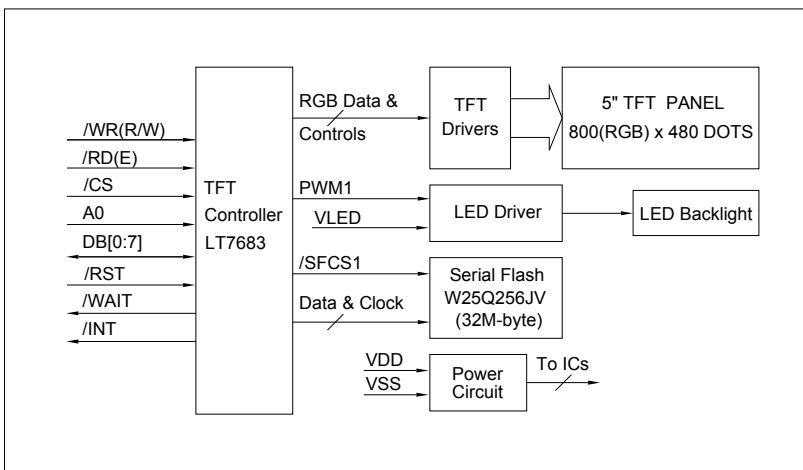 /WR(R/W)
/RD(E)
/CS
A0
DB[0:7]
/RST
/WAIT
/INT
TFT
Controller
LT7683
RGB Data &
Controls
PWM1
VLED
/SFCS1
Data & Clock
VDD
VSS
TFT
Drivers
5" TFT PANEL
800(RGB) x 480 DOTS
LED Driver
LED Backlight
Serial Flash
W25Q256JV
(32M-byte)
Power
Circuit
To ICs